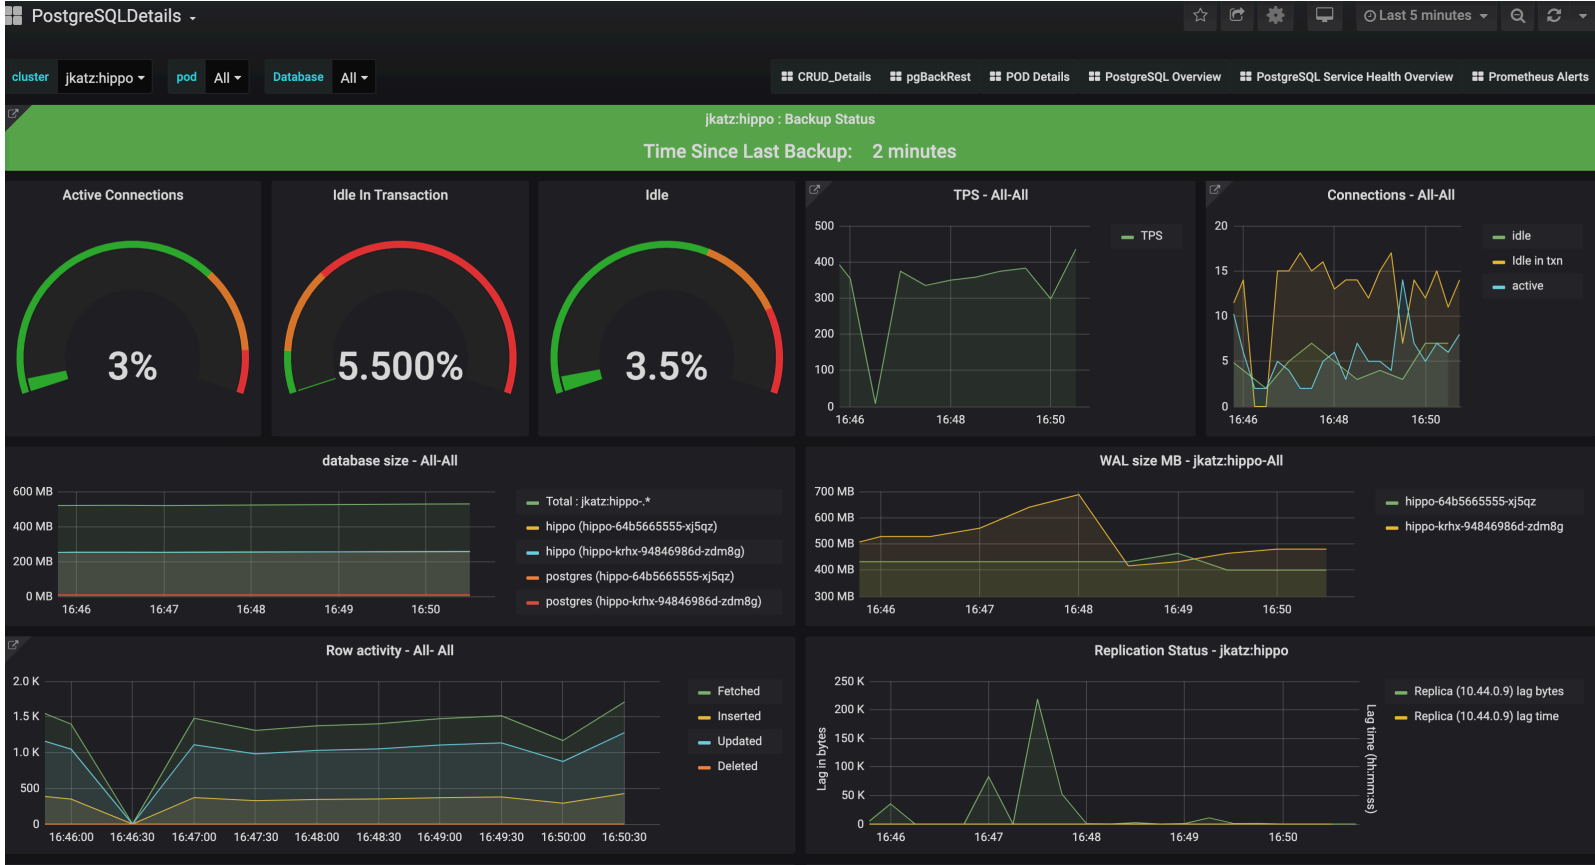 PostgreSQLDetails
Last 5 minutes
cluster jkatz:hippo pod All Database All
CRUD_Details pgBackRest POD Details PostgreSQL Overview PostgreSQL Service Health Overview Prometheus Alerts
jkatz:hippo : Backup Status
Time Since Last Backup: 2 minutes
Active Connections
3%
Idle In Transaction
5.500%
Idle
3.5%
TPS - All-All
500
400
300
200
100
0
16:46 16:48 16:50
TPS
Connections - All-All
20
15
10
5
0
16:46 16:48 16:50
idle
Idle in txn
active
database size - All-All
600 MB
400 MB
200 MB
0 MB
16:46 16:47 16:48 16:49 16:50
Total : jkatz:hippo-.*
hippo (hippo-64b5665555-xj5qz)
hippo (hippo-krhx-94846986d-zdm8g)
postgres (hippo-64b5665555-xj5qz)
postgres (hippo-krhx-94846986d-zdm8g)
WAL size MB - jkatz:hippo-All
700 MB
600 MB
500 MB
400 MB
300 MB
16:46 16:47 16:48 16:49 16:50
hippo-64b5665555-xj5qz
hippo-krhx-94846986d-zdm8g
Row activity - All- All
2.0 K
1.5 K
1.0 K
500
0
16:46:00 16:46:30 16:47:00 16:47:30 16:48:00 16:48:30 16:49:00 16:49:30 16:50:00 16:50:30
Fetched
Inserted
Updated
Deleted
Replication Status - jkatz:hippo
Lag in bytes
250 K
200 K
150 K
100 K
50 K
0
16:46 16:47 16:48 16:49 16:50
Lag time (hh:mm:ss)
Replica (10.44.0.9) lag bytes
Replica (10.44.0.9) lag time